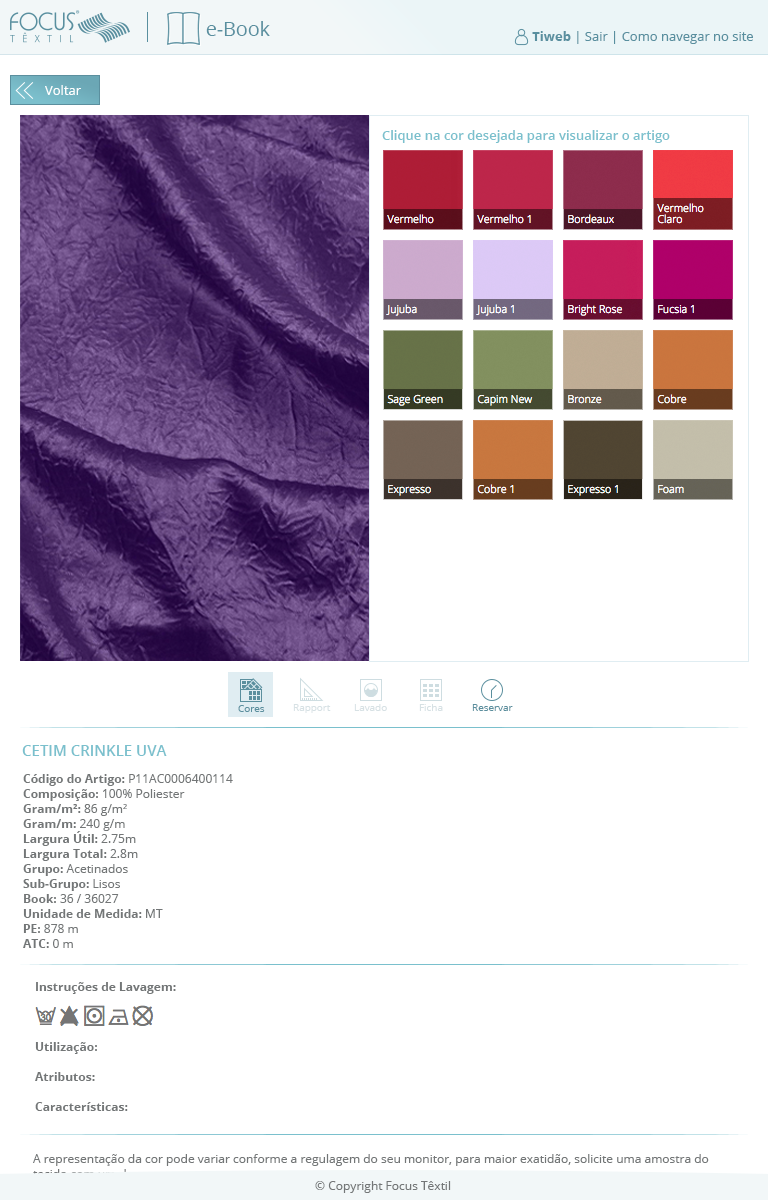 FOCUS
TÊXTIL
e-Book
Tiweb | Sair | Como navegar no site
Voltar
Clique na cor desejada para visualizar o artigo
Vermelho
Vermelho 1
Bordeaux
Vermelho
Claro
Jujuba
Jujuba 1
Bright Rose
Fucsia 1
Sage Green
Capim New
Bronze
Cobre
Expresso
Cobre 1
Expresso 1
Foam
Cores
Rapport
Lavado
Ficha
Reservar
CETIM CRINKLE UVA
Código do Artigo: P11AC0006400114
Composição: 100% Poliester
Gram/m²: 86 g/m²
Gram/m: 240 g/m
Largura Útil: 2.75m
Largura Total: 2.8m
Grupo: Acetinados
Sub-Grupo: Lisos
Book: 36 / 36027
Unidade de Medida: MT
PE: 878 m
ATC: 0 m
Instruções de Lavagem:
30
Utilização:
Atributos:
Características:
A representação da cor pode variar conforme a regulagem do seu monitor, para maior exatidão, solicite uma amostra do
© Copyright Focus Têxtil